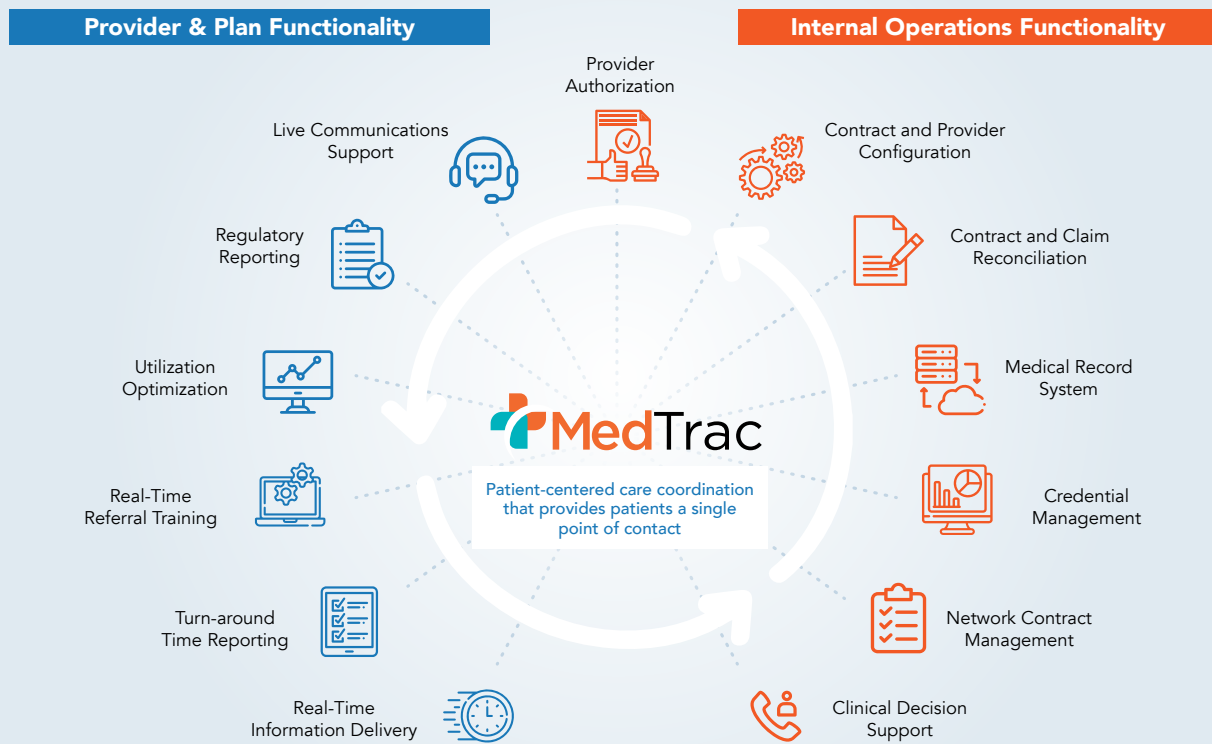 Provider & Plan Functionality
Internal Operations Functionality
Provider
Authorization
Live Communications
Support
Contract and Provider
Configuration
Regulatory
Reporting
Contract and Claim
Reconciliation
Utilization
Optimization
Medical Record
System
MedTrac
Patient-centered care coordination
that provides patients a single
point of contact
Real-Time
Referral Training
Credential
Management
Turn-around
Time Reporting
Network Contract
Management
Real-Time
Information Delivery
Clinical Decision
Support